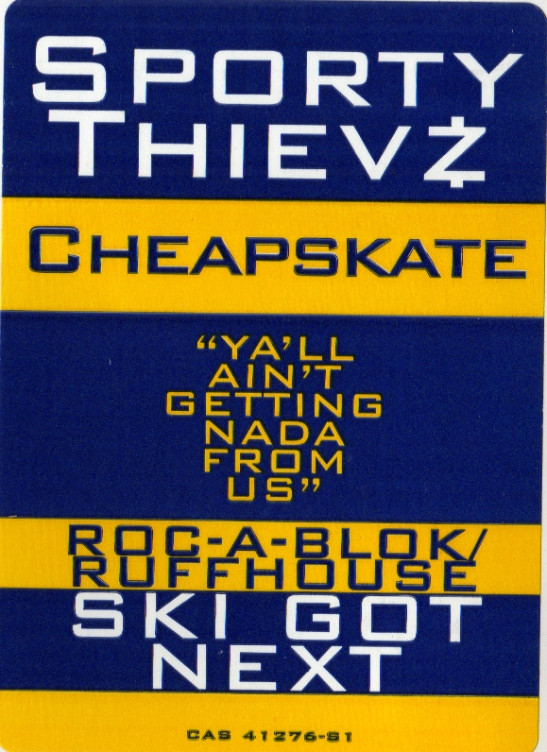 SPORTY
THIEVZ
CHEAPSKATE
"YA'LL
AIN'T
GETTING
NADA
FROM
US"
ROC-A-BLOK/
RUFFHOUSE
SKI GOT
NEXT
CAS 41276-S1